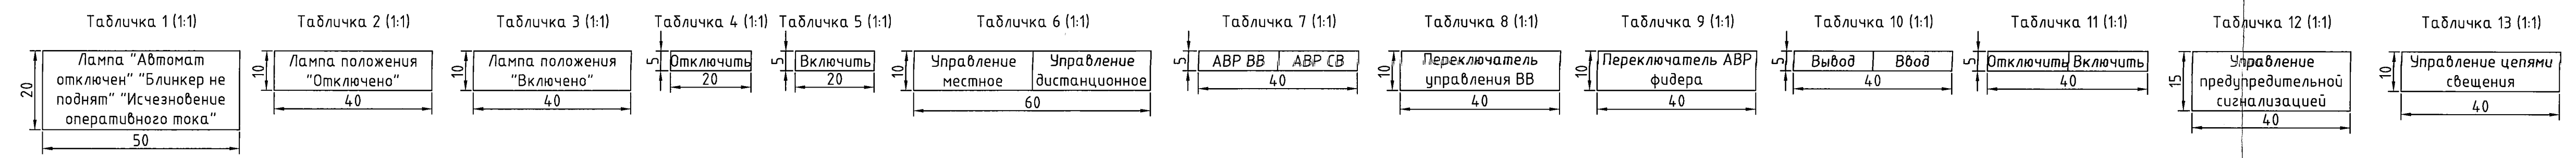 Табличка 1 (1:1)
20
Лампа "Автомат
отключен" "Блинкер не
поднят" "Исчезновение
оперативного тока"
50
Табличка 2 (1:1)
10
Лампа положения
"Отключено"
40
Табличка 3 (1:1)
10
Лампа положения
"Включено"
40
Табличка 4 (1:1)
5
Отключить
20
Табличка 5 (1:1)
5
Включить
20
Табличка 6 (1:1)
10
Управление
местное
Управление
дистанционное
60
Табличка 7 (1:1)
5
АВР ВВ
АВР СВ
40
Табличка 8 (1:1)
10
Переключатель
управления ВВ
40
Табличка 9 (1:1)
10
Переключатель АВР
фидера
40
Табличка 10 (1:1)
5
Вывод
Ввод
40
Табличка 11 (1:1)
5
Отключить
Включить
40
Табличка 12 (1:1)
15
Управление
предупредительной
сигнализацией
40
Табличка 13 (1:1)
10
Управление цепями
свещения
40